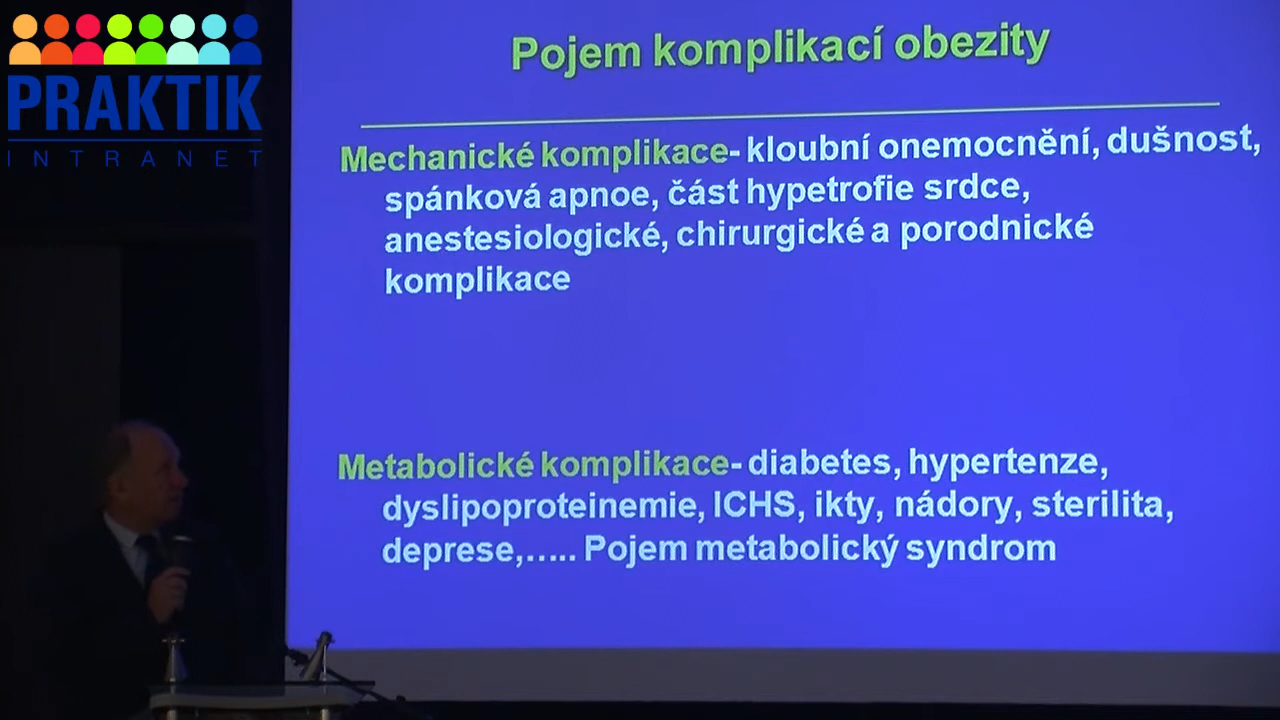 PRAKTIK
INTRANET
Pojem komplikací obezity
Mechanické komplikace- kloubní onemocnění, dušnost,
spánková apnoe, část hypetrofie srdce,
anestesiologické, chirurgické a porodnické
komplikace
Metabolické komplikace- diabetes, hypertenze,
dyslipoproteinemie, ICHS, ikty, nádory, sterilita,
deprese,..... Pojem metabolický syndrom